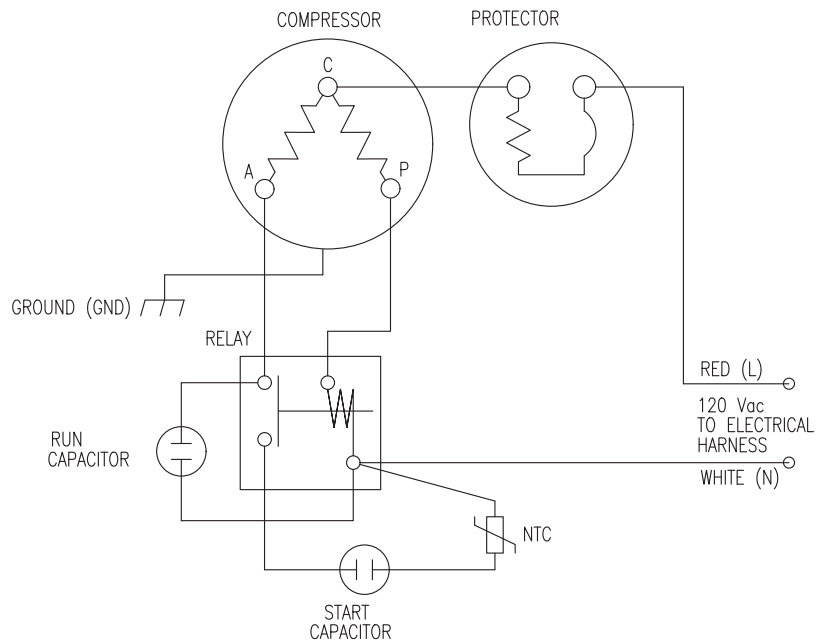 COMPRESSOR
PROTECTOR
C
A
P
GROUND (GND)
RELAY
RED (L)
120 Vac
TO ELECTRICAL
HARNESS
WHITE (N)
RUN
CAPACITOR
NTC
START
CAPACITOR